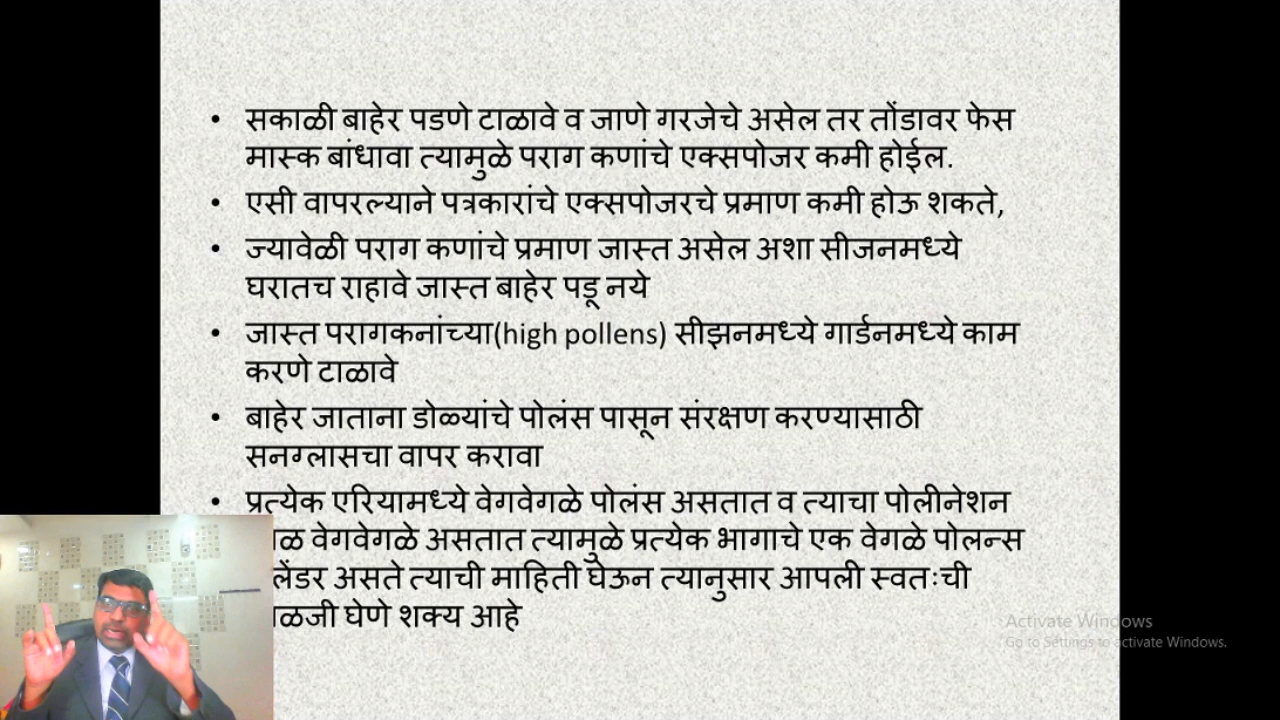 • सकाळी बाहेर पडणे टाळावे व जाणे गरजेचे असेल तर तोंडावर फेस
मास्क बांधावा त्यामुळे पराग कणांचे एक्सपोजर कमी होईल.
• एसी वापरल्याने पत्रकारांचे एक्सपोजरचे प्रमाण कमी होऊ शकते,
• ज्यावेळी पराग कणांचे प्रमाण जास्त असेल अशा सीजनमध्ये
घरातच राहावे जास्त बाहेर पडू नये
• जास्त परागकनांच्या(high pollens) सीझनमध्ये गार्डनमध्ये काम
करणे टाळावे
• बाहेर जाताना डोळ्यांचे पोलंस पासून संरक्षण करण्यासाठी
सनग्लासचा वापर करावा
• प्रत्येक एरियामध्ये वेगवेगळे पोलंस असतात व त्याचा पोलीनेशन
वेगवेगळे असतात त्यामुळे प्रत्येक भागाचे एक वेगळे पोलन्स
असते त्याची माहिती घेऊन त्यानुसार आपली स्वतःची
घेणे शक्य आहे
Activate Windows
Go to Settings to activate Windows.